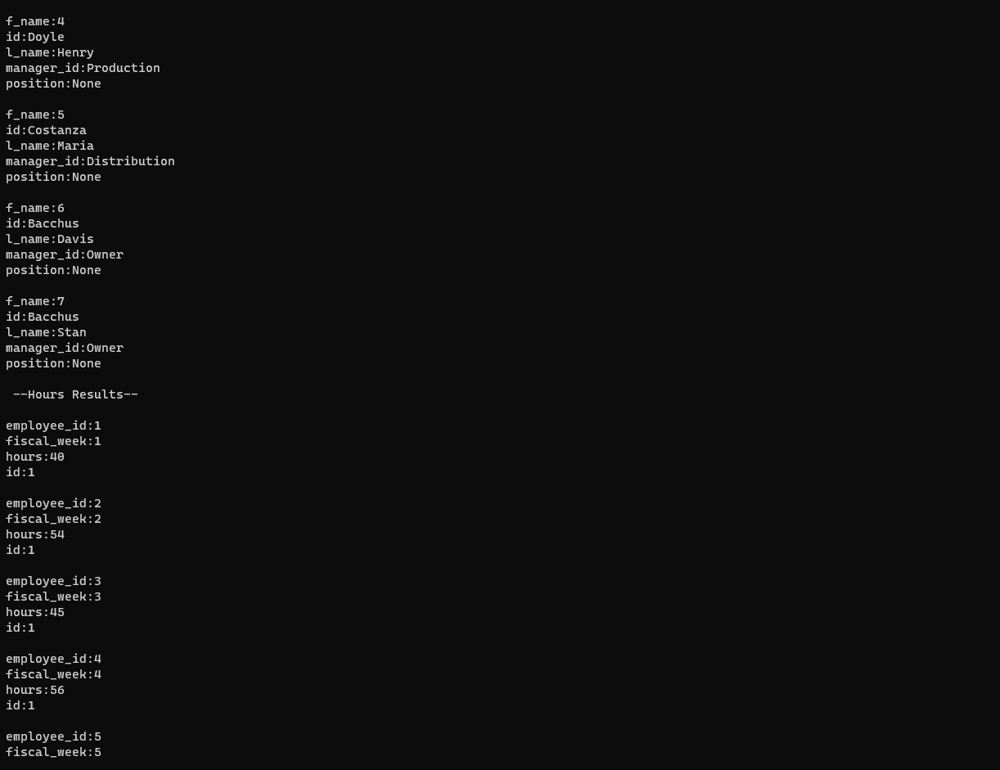 f_name:4
id:Doyle
l_name:Henry
manager_id:Production
position:None
f_name:5
id:Costanza
l_name:Maria
manager_id:Distribution
position:None
f_name:6
id:Bacchus
l_name:Davis
manager_id:Owner
position:None
f_name:7
id:Bacchus
l_name:Stan
manager_id:Owner
position:None
--Hours Results--
employee_id:1
fiscal_week:1
hours:40
id:1
employee_id:2
fiscal_week:2
hours:54
id:1
employee_id:3
fiscal_week:3
hours:45
id:1
employee_id:4
fiscal_week:4
hours:56
id:1
employee_id:5
fiscal_week:5